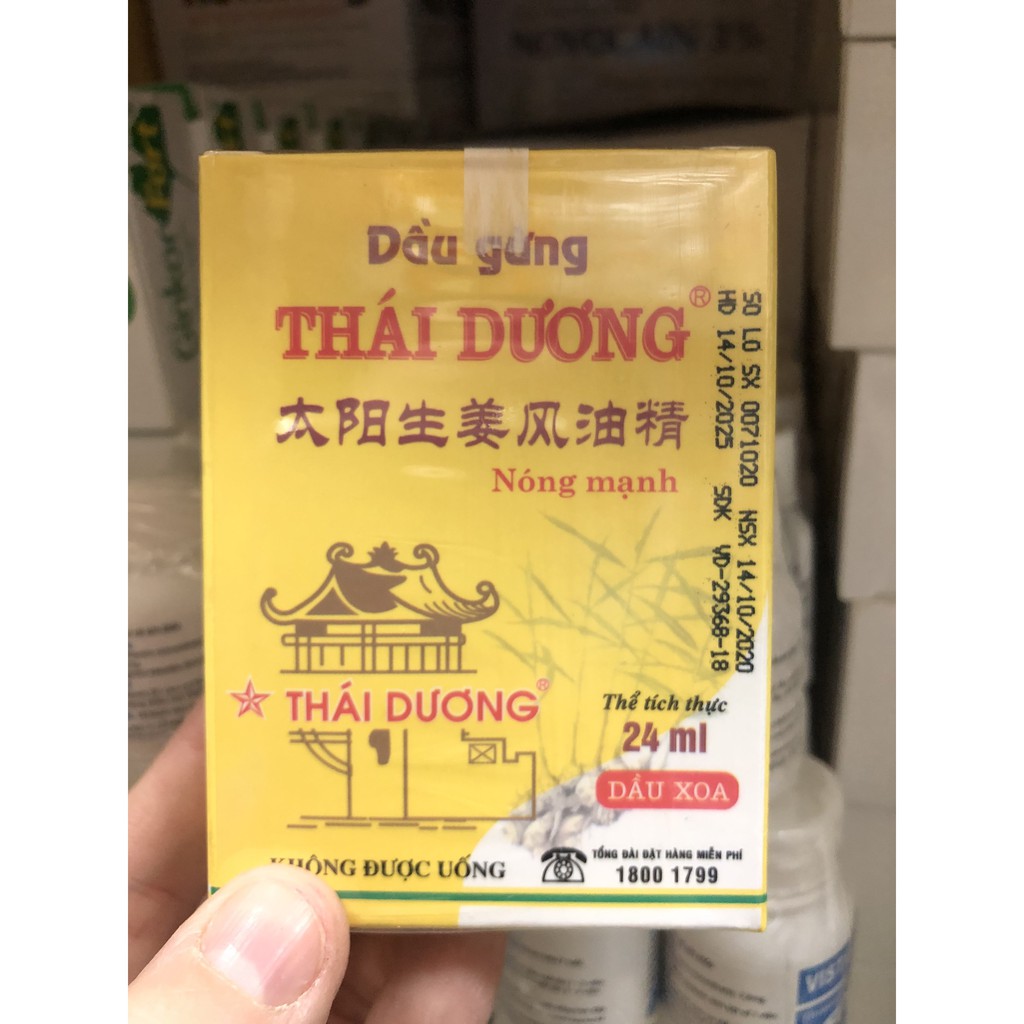 Dầu gừng
THÁI DƯƠNG®
太阳生姜风油精
Nóng mạnh
SO LO SX 0071020 NSX 14/10/2020
HD 14/10/2025 SDK VD-29368-18
THÁI DƯƠNG®
Thể tích thực
24 ml
DẦU XOA
KHÔNG ĐƯỢC UỐNG
TỔNG ĐÀI ĐẶT HÀNG MIỄN PHÍ
1800 1799